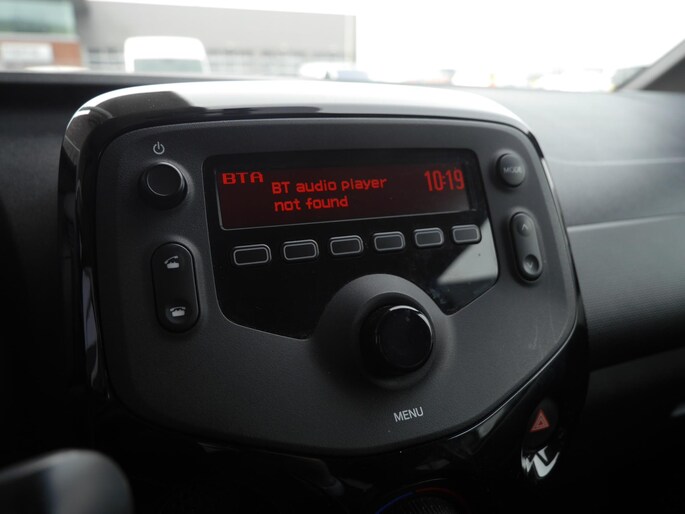 BTA
BT audio player
not found
10:19
MODE
MENU